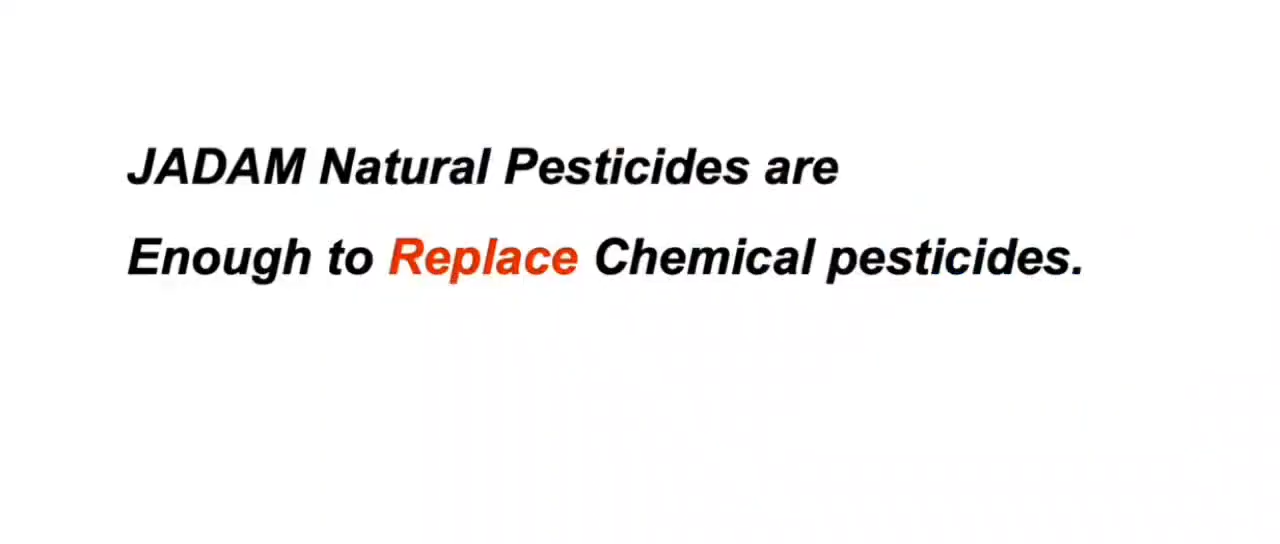 JADAM Natural Pesticides are
Enough to Replace Chemical pesticides.